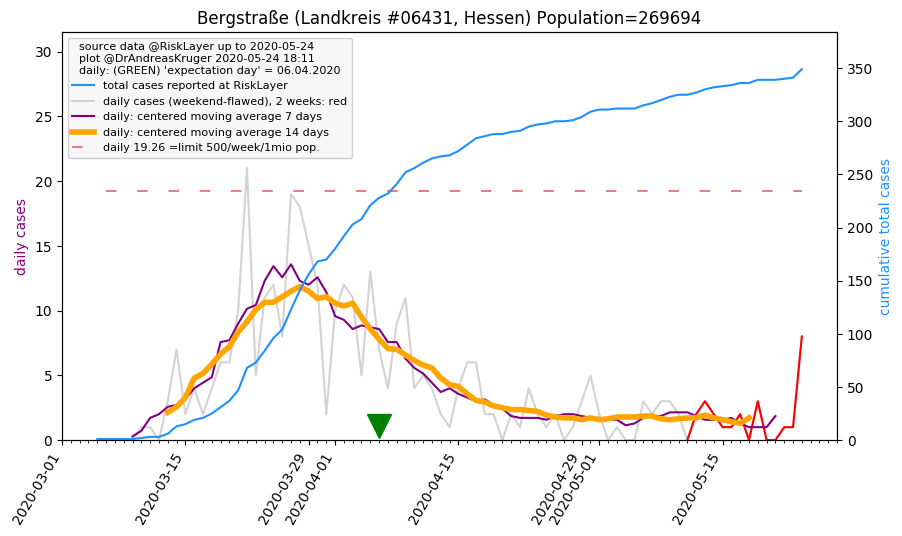 Bergstraße (Landkreis #06431, Hessen) Population=269694
source data @RiskLayer up to 2020-05-24
plot @DrAndreasKruger 2020-05-24 18:11
daily: (GREEN) 'expectation day' = 06.04.2020
total cases reported at RiskLayer
daily cases (weekend-flawed), 2 weeks: red
daily: centered moving average 7 days
daily: centered moving average 14 days
daily 19.26 =limit 500/week/1mio pop.
daily cases
30
25
20
15
10
5
0
cumulative total cases
350
300
250
200
150
100
50
0
2020-03-01
2020-03-15
2020-03-29
2020-04-01
2020-04-15
2020-04-29
2020-05-01
2020-05-15